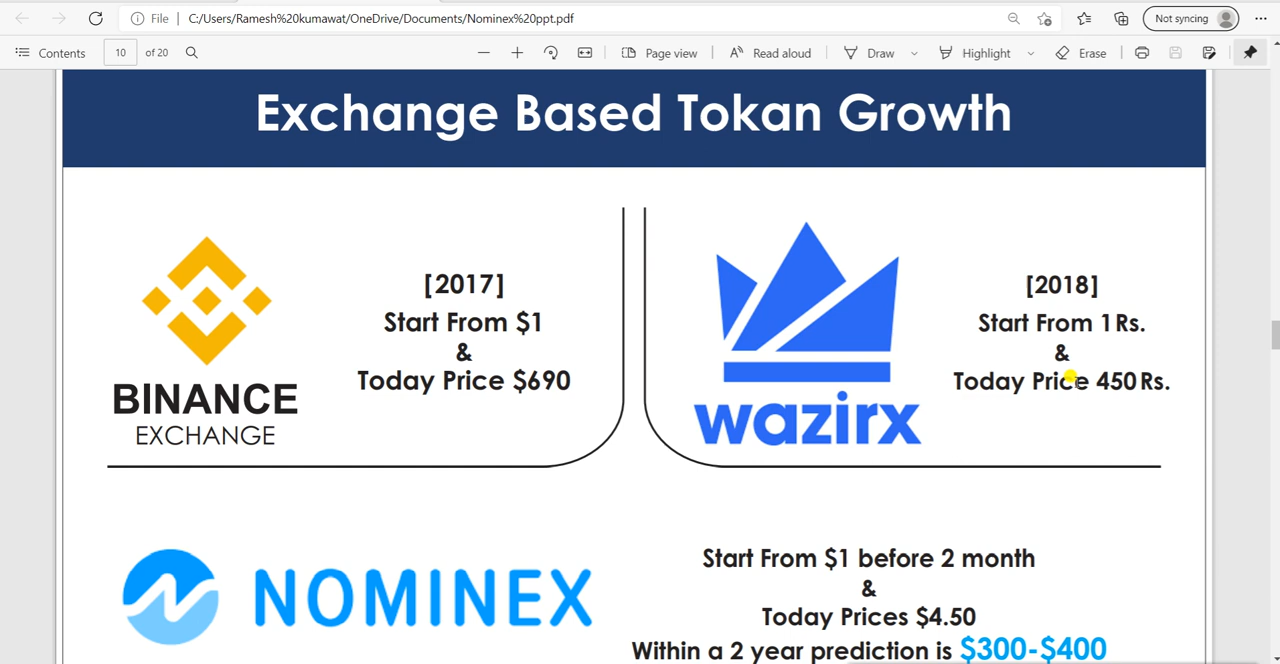 File
C:/Users/Ramesh%20kumawat/OneDrive/Documents/Nominex%20ppt.pdf
Not syncing
Contents
10 of 20
Page view
Read aloud
Draw
Highlight
Erase
Exchange Based Tokan Growth
BINANCE
EXCHANGE
[2017]
Start From $1
&
Today Price $690
wazirx
[2018]
Start From 1 Rs.
&
Today Price 450 Rs.
NOMINEX
Start From $1 before 2 month
&
Today Prices $4.50
Within a 2 year prediction is $300-$400